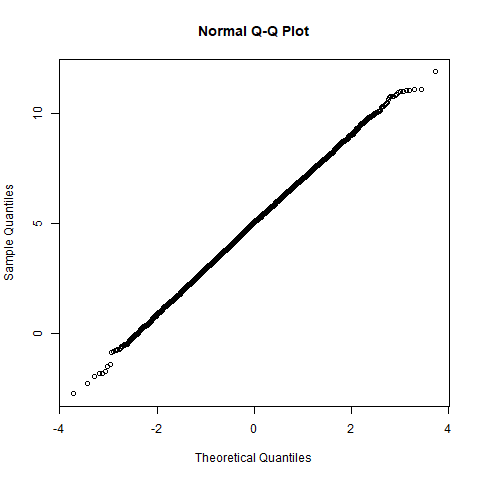 Normal Q-Q Plot
10
5
0
Sample Quantiles
-4 -2 0 2 4
Theoretical Quantiles